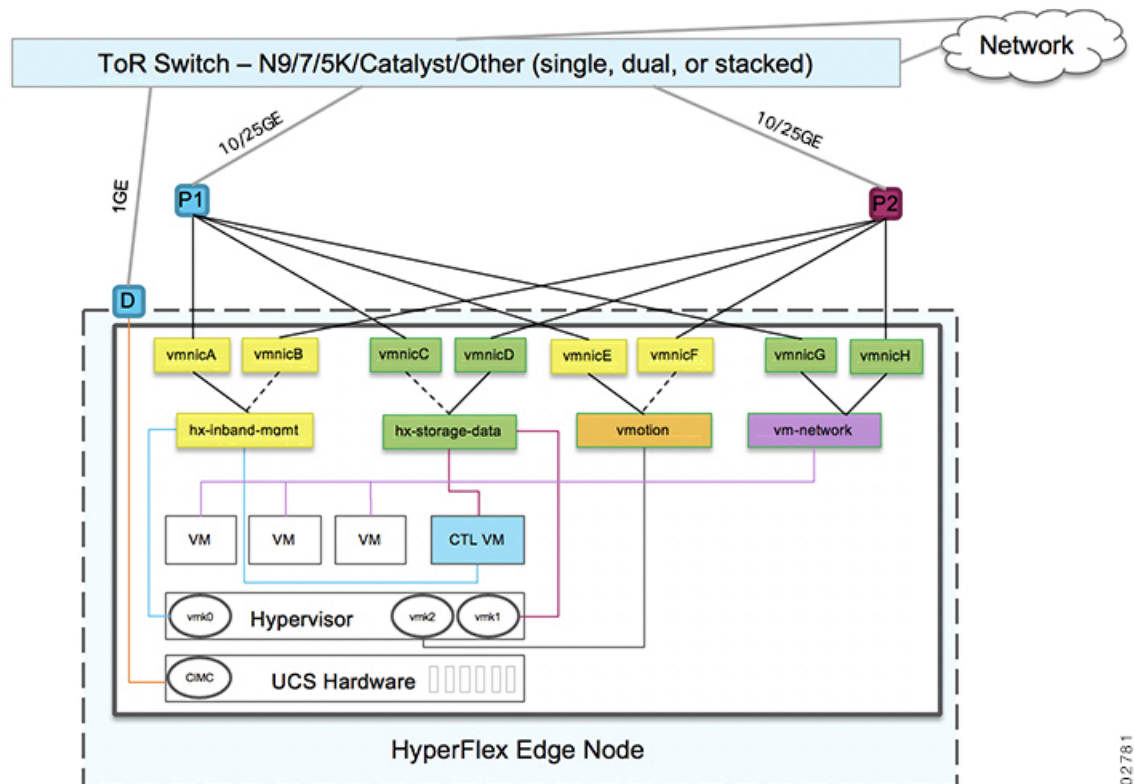 Network
ToR Switch – N9/7/5K/Catalyst/Other (single, dual, or stacked)
10/25GE
10/25GE
1GE
P1
P2
D
vmnicA
vmnicB
vmnicC
vmnicD
vmnicE
vmnicF
vmnicG
vmnicH
hx-inband-mgmt
hx-storage-data
vmotion
vm-network
VM
VM
VM
CTL VM
vmk0
Hypervisor
vmk2
vmk1
CIMC
UCS Hardware
HyperFlex Edge Node
02781